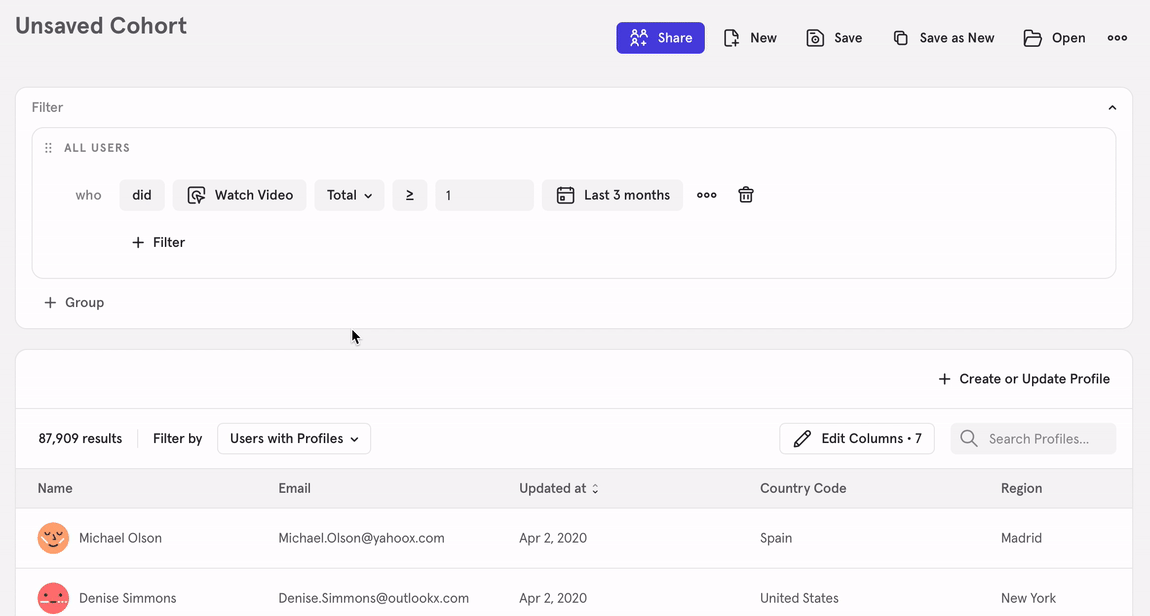 Unsaved Cohort
Share New Save Save as New Open
Filter
ALL USERS
who did Watch Video Total ≥ 1 Last 3 months
+ Filter
+ Group
+ Create or Update Profile
87,909 results Filter by Users with Profiles Edit Columns • 7 Search Profiles...
Name Email Updated at Country Code Region
Michael Olson Michael.Olson@yahoox.com Apr 2, 2020 Spain Madrid
Denise Simmons Denise.Simmons@outlookx.com Apr 2, 2020 United States New York